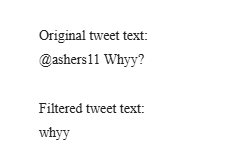 Original tweet text:
@ashers11 Whyy?
Filtered tweet text:
whyy